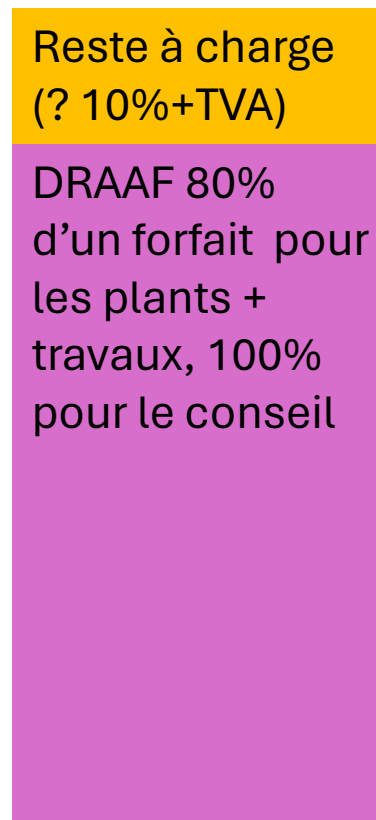 Reste à charge
(? 10%+TVA)
DRAAF 80%
d’un forfait  pour
les plants +
travaux, 100%
pour le conseil